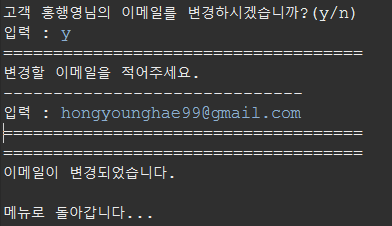 고객 홍행영님의 이메일를 변경하시겠습니까?(y/n)
입력 : y
====================================
변경할 이메일을 적어주세요.
------------------------------
입력 : hongyounghae99@gmail.com
====================================
====================================
이메일이 변경되었습니다.
메뉴로 돌아갑니다...